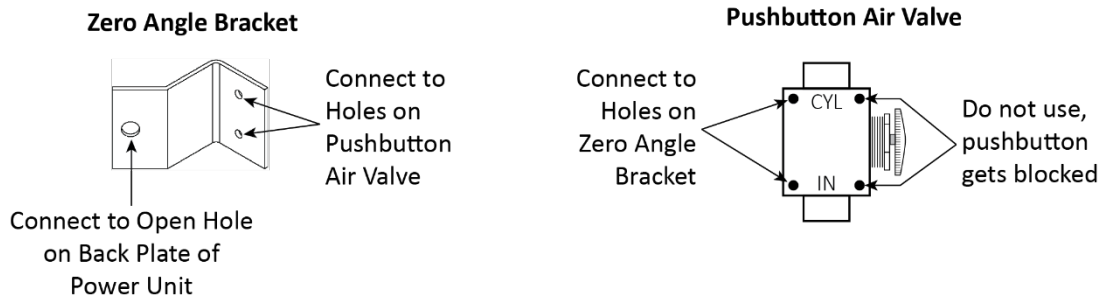 Zero Angle Bracket
Connect to
Holes on
Pushbutton
Air Valve
Connect to Open Hole
on Back Plate of
Power Unit
Pushbutton Air Valve
Connect to
Holes on
Zero Angle
Bracket
CYL
IN
Do not use,
pushbutton
gets blocked